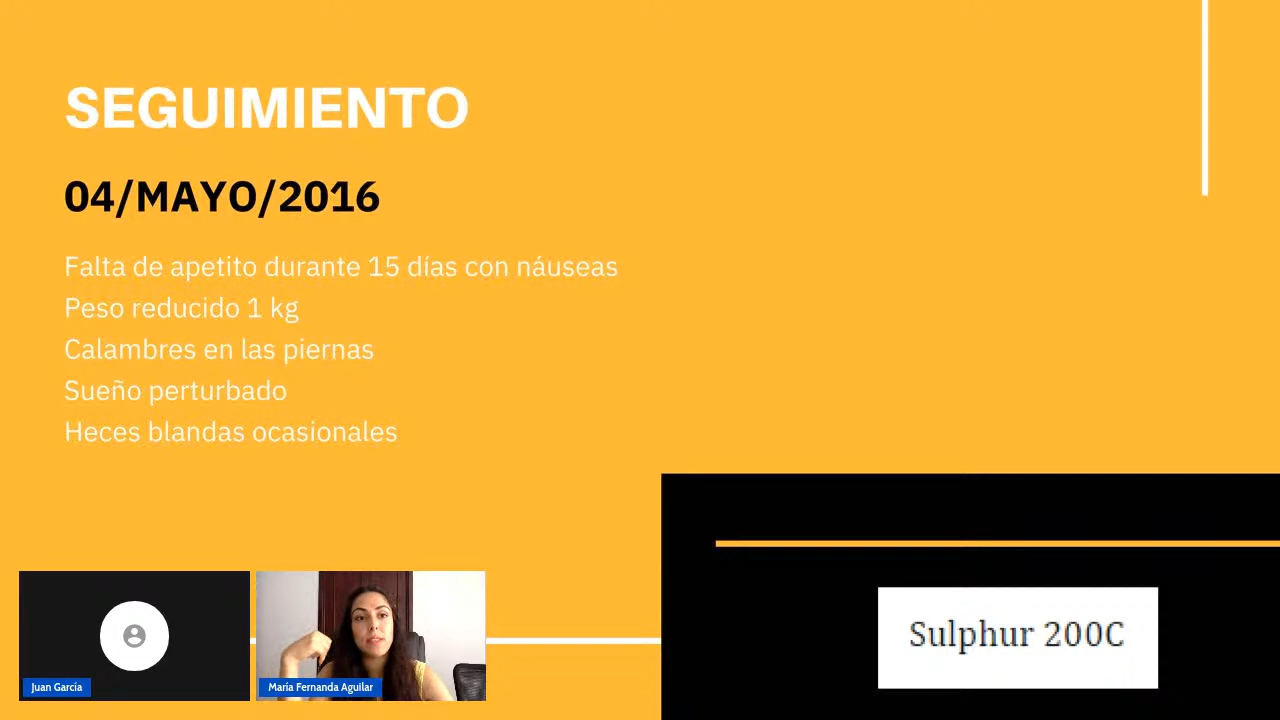 SEGUIMIENTO
04/MAYO/2016
Falta de apetito durante 15 días con náuseas
Peso reducido 1 kg
Calambres en las piernas
Sueño perturbado
Heces blandas ocasionales
Sulphur 200C
Juan García
María Fernanda Aguilar